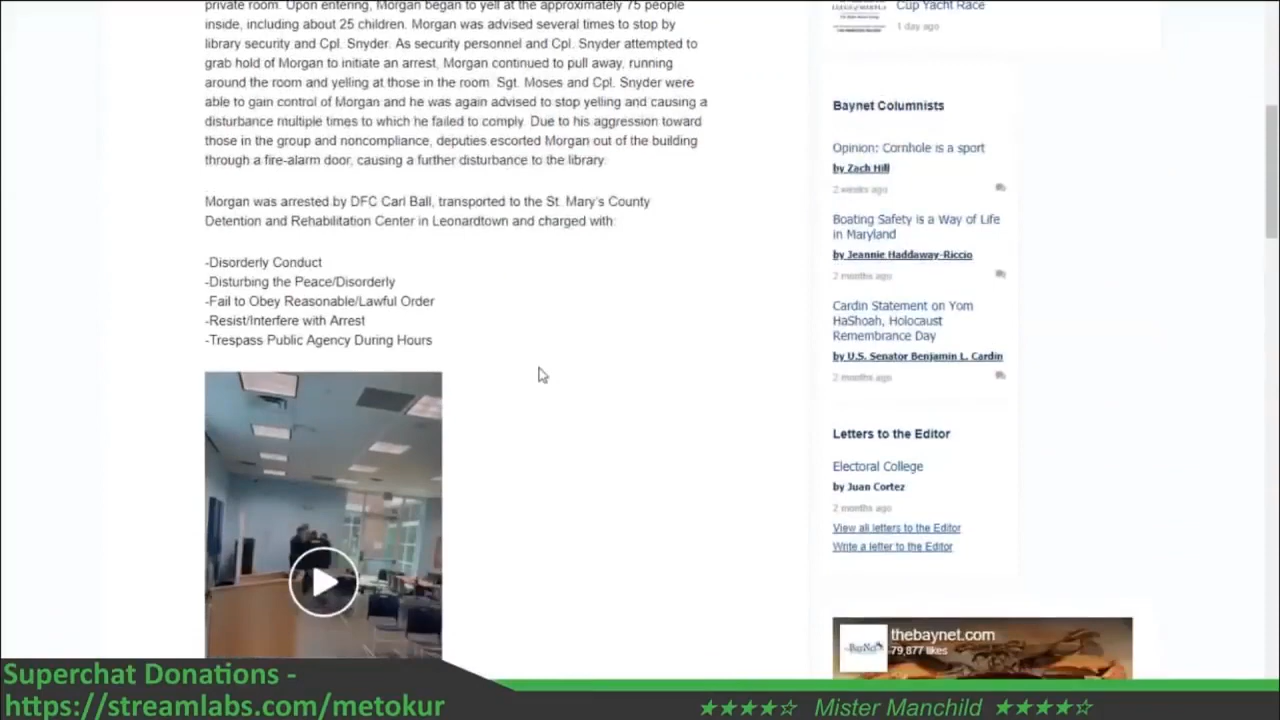 private room. Upon entering, Morgan began to yell at the approximately 75 people
inside, including about 25 children. Morgan was advised several times to stop by
library security and Cpl. Snyder. As security personnel and Cpl. Snyder attempted to
grab hold of Morgan to initiate an arrest, Morgan continued to pull away, running
around the room and yelling at those in the room. Sgt. Moses and Cpl. Snyder were
able to gain control of Morgan and he was again advised to stop yelling and causing a
disturbance multiple times to which he failed to comply. Due to his aggression toward
those in the group and noncompliance, deputies escorted Morgan out of the building
through a fire-alarm door, causing a further disturbance to the library.
Morgan was arrested by DFC Carl Ball, transported to the St. Mary's County
Detention and Rehabilitation Center in Leonardtown and charged with:
-Disorderly Conduct
-Disturbing the Peace/Disorderly
-Fail to Obey Reasonable/Lawful Order
-Resist/Interfere with Arrest
-Trespass Public Agency During Hours
Cup Yacht Race
1 day ago
Baynet Columnists
Opinion: Cornhole is a sport
by Zach Hill
2 weeks ago
Boating Safety is a Way of Life
in Maryland
by Jeannie Haddaway-Riccio
2 months ago
Cardin Statement on Yom
HaShoah, Holocaust
Remembrance Day
by U.S. Senator Benjamin L. Cardin
2 months ago
Letters to the Editor
Electoral College
by Juan Cortez
2 months ago
View all letters to the Editor
Write a letter to the Editor
thebaynet.com
79,877 likes
BayNet
Superchat Donations -
https://streamlabs.com/metokur
★★★★☆ Mister Manchild ★★★★☆